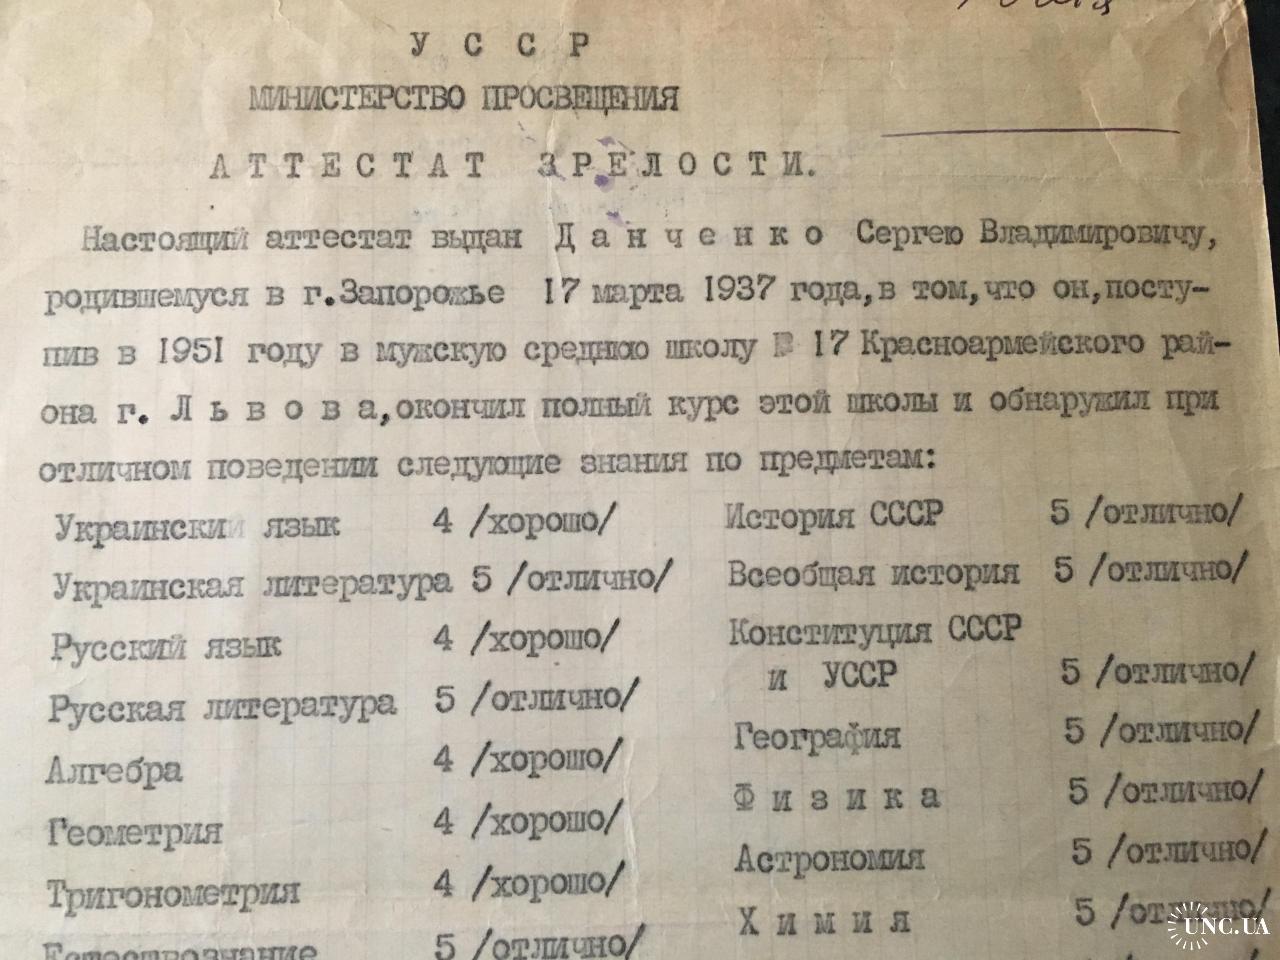 У С С Р
МИНИСТЕРСТВО ПРОСВЕЩЕНИЯ
А Т Т Е С Т А Т  З Р Е Л О С Т И.
Настоящий аттестат выдан Д а н ч е н к о Сергею Владимировичу,
родившемуся в г.Запорожье 17 марта 1937 года,в том,что он,посту-
пив в 1951 году в мужскую среднюю школу № 17 Красноармейского рай-
она г. Л ь в о в а,окончил полный курс этой школы и обнаружил при
отличном поведении следующие знания по предметам:
Украинский язык 4 /хорошо/
Украинская литература 5 /отлично/
Русский язык 4 /хорошо/
Русская литература 5 /отлично/
Алгебра 4 /хорошо/
Геометрия 4 /хорошо/
Тригонометрия 4 /хорошо/
Естествознание 5 /отлично/
История СССР 5 /отлично/
Всеобщая история 5 /отлично/
Конституция СССР
и УССР 5 /отлично/
География 5 /отлично/
Ф и з и к а 5 /отлично/
Астрономия 5 /отлично/
Х и м и я 5 /отлично/
UNC.UA